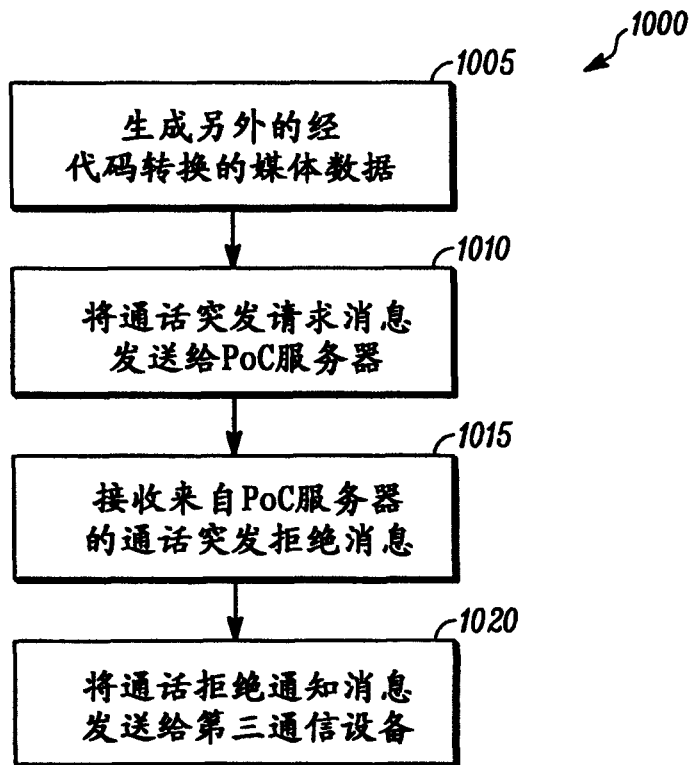 1000
1005
生成另外的经
代码转换的媒体数据
1010
将通话突发请求消息
发送给PoC服务器
1015
接收来自PoC服务器
的通话突发拒绝消息
1020
将通话拒绝通知消息
发送给第三通信设备